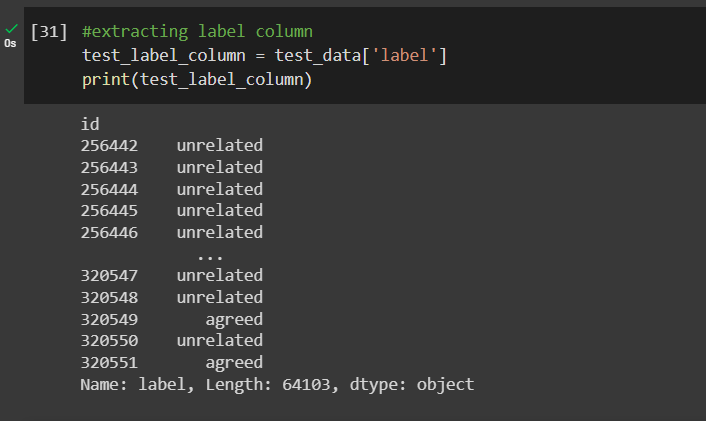 [31] #extracting label column
0s
test_label_column = test_data['label']
print(test_label_column)
id
256442    unrelated
256443    unrelated
256444    unrelated
256445    unrelated
256446    unrelated
...
320547    unrelated
320548    unrelated
320549       agreed
320550    unrelated
320551       agreed
Name: label, Length: 64103, dtype: object